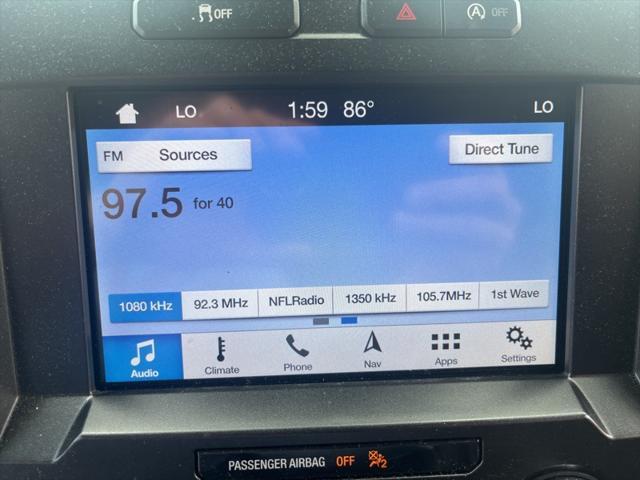 OFF A OFF
LO 1:59 86° LO
FM Sources Direct Tune
97.5 for 40
1080 kHz 92.3 MHz NFLRadio 1350 kHz 105.7MHz 1st Wave
Audio Climate Phone Nav Apps Settings
PASSENGER AIRBAG OFF 2